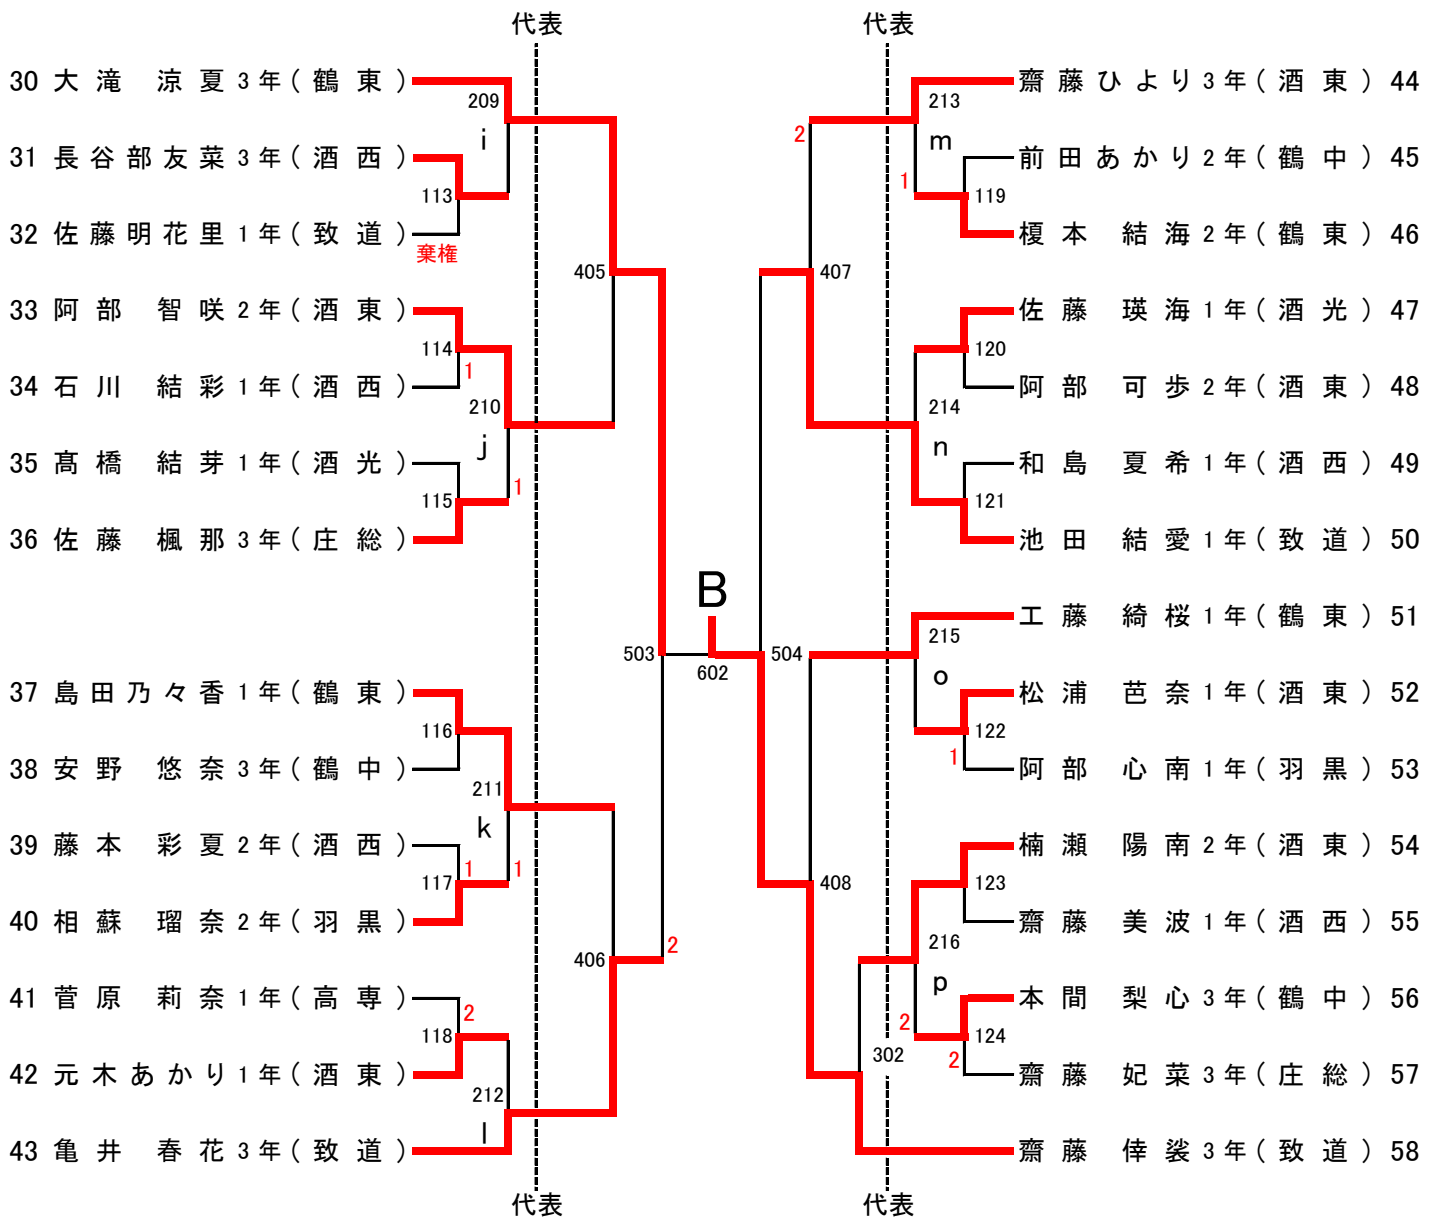 代表
代表
30 大滝 涼夏 3年(鶴東)
209
i
31 長谷部友菜 3年(酒西)
113
32 佐藤明花里 1年(致道)
棄権
405
33 阿部 智咲 2年(酒東)
114
1
34 石川 結彩 1年(酒西)
210
j
35 髙橋 結芽 1年(酒光)
115
1
36 佐藤 楓那 3年(庄総)
503
37 島田乃々香 1年(鶴東)
116
38 安野 悠奈 3年(鶴中)
211
k
39 藤本 彩夏 2年(酒西)
117
1
1
40 相蘇 瑠奈 2年(羽黒)
406
2
41 菅原 莉奈 1年(高専)
2
118
42 元木あかり 1年(酒東)
212
l
43 亀井 春花 3年(致道)
B
602
齋藤ひより 3年(酒東) 44
213
2
m
前田あかり 2年(鶴中) 45
1
119
榎本 結海 2年(鶴東) 46
407
佐藤 瑛海 1年(酒光) 47
120
阿部 可歩 2年(酒東) 48
214
n
和島 夏希 1年(酒西) 49
121
池田 結愛 1年(致道) 50
504
工藤 綺桜 1年(鶴東) 51
215
o
松浦 芭奈 1年(酒東) 52
122
1
阿部 心南 1年(羽黒) 53
408
楠瀬 陽南 2年(酒東) 54
123
齋藤 美波 1年(酒西) 55
216
p
本間 梨心 3年(鶴中) 56
2
124
2
302
齋藤 妃菜 3年(庄総) 57
齋藤 倖裟 3年(致道) 58
代表
代表